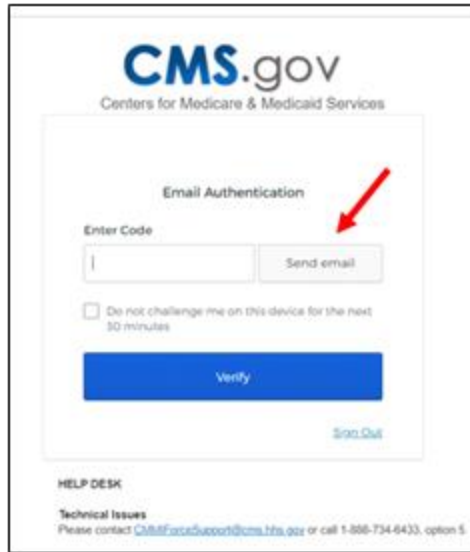 CMS.gov
Centers for Medicare & Medicaid Services
Email Authentication
Enter Code
Send email
Do not challenge me on this device for the next
30 minutes
Verify
Sign Out
HELP DESK
Technical Issues
Please contact CMMIForceSupport@cms.hhs.gov or call 1-888-734-6433, option 5.